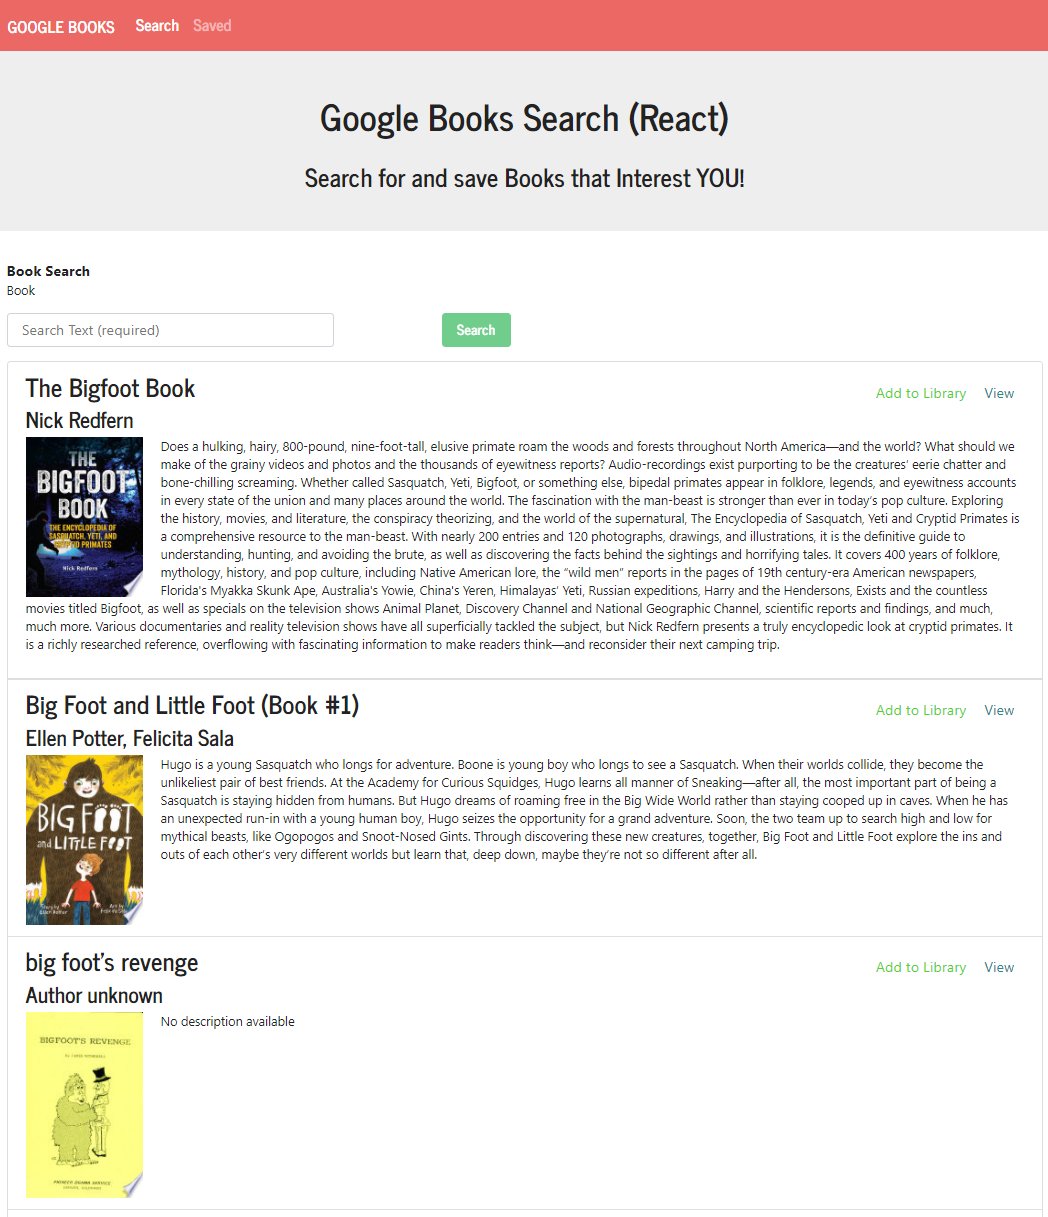 GOOGLE BOOKS Search Saved
Google Books Search (React)
Search for and save Books that Interest YOU!
Book Search
Book
Search Text (required)
Search
The Bigfoot Book
Add to Library View
Nick Redfern
THE
BIGFOOT
BOOK
THE ENCYCLOPEDIA OF
SASQUATCH, YETI, AND
CRYPTID PRIMATES
Nick Redfern
Does a hulking, hairy, 800-pound, nine-foot-tall, elusive primate roam the woods and forests throughout North America—and the world? What should we
make of the grainy videos and photos and the thousands of eyewitness reports? Audio-recordings exist purporting to be the creatures’ eerie chatter and
bone-chilling screaming. Whether called Sasquatch, Yeti, Bigfoot, or something else, bipedal primates appear in folklore, legends, and eyewitness accounts
in every state of the union and many places around the world. The fascination with the man-beast is stronger than ever in today’s pop culture. Exploring
the history, movies, and literature, the conspiracy theorizing, and the world of the supernatural, The Encyclopedia of Sasquatch, Yeti and Cryptid Primates is
a comprehensive resource to the man-beast. With nearly 200 entries and 120 photographs, drawings, and illustrations, it is the definitive guide to
understanding, hunting, and avoiding the brute, as well as discovering the facts behind the sightings and horrifying tales. It covers 400 years of folklore,
mythology, history, and pop culture, including Native American lore, the “wild men” reports in the pages of 19th century-era American newspapers,
Florida's Myakka Skunk Ape, Australia's Yowie, China's Yeren, Himalayas’ Yeti, Russian expeditions, Harry and the Hendersons, Exists and the countless
movies titled Bigfoot, as well as specials on the television shows Animal Planet, Discovery Channel and National Geographic Channel, scientific reports and findings, and much,
much more. Various documentaries and reality television shows have all superficially tackled the subject, but Nick Redfern presents a truly encyclopedic look at cryptid primates. It
is a richly researched reference, overflowing with fascinating information to make readers think—and reconsider their next camping trip.
Big Foot and Little Foot (Book #1)
Add to Library View
Ellen Potter, Felicita Sala
BIG FOOT
and LITTLE FOOT
Story by
Ellen Potter
Art by
Hugo is a young Sasquatch who longs for adventure. Boone is young boy who longs to see a Sasquatch. When their worlds collide, they become the
unlikeliest pair of best friends. At the Academy for Curious Squidges, Hugo learns all manner of Sneaking—after all, the most important part of being a
Sasquatch is staying hidden from humans. But Hugo dreams of roaming free in the Big Wide World rather than staying cooped up in caves. When he has
an unexpected run-in with a young human boy, Hugo seizes the opportunity for a grand adventure. Soon, the two team up to search high and low for
mythical beasts, like Ogopogos and Snoot-Nosed Gints. Through discovering these new creatures, together, Big Foot and Little Foot explore the ins and
outs of each other’s very different worlds but learn that, deep down, maybe they’re not so different after all.
big foot’s revenge
Add to Library View
Author unknown
BIGFOOT'S REVENGE
No description available